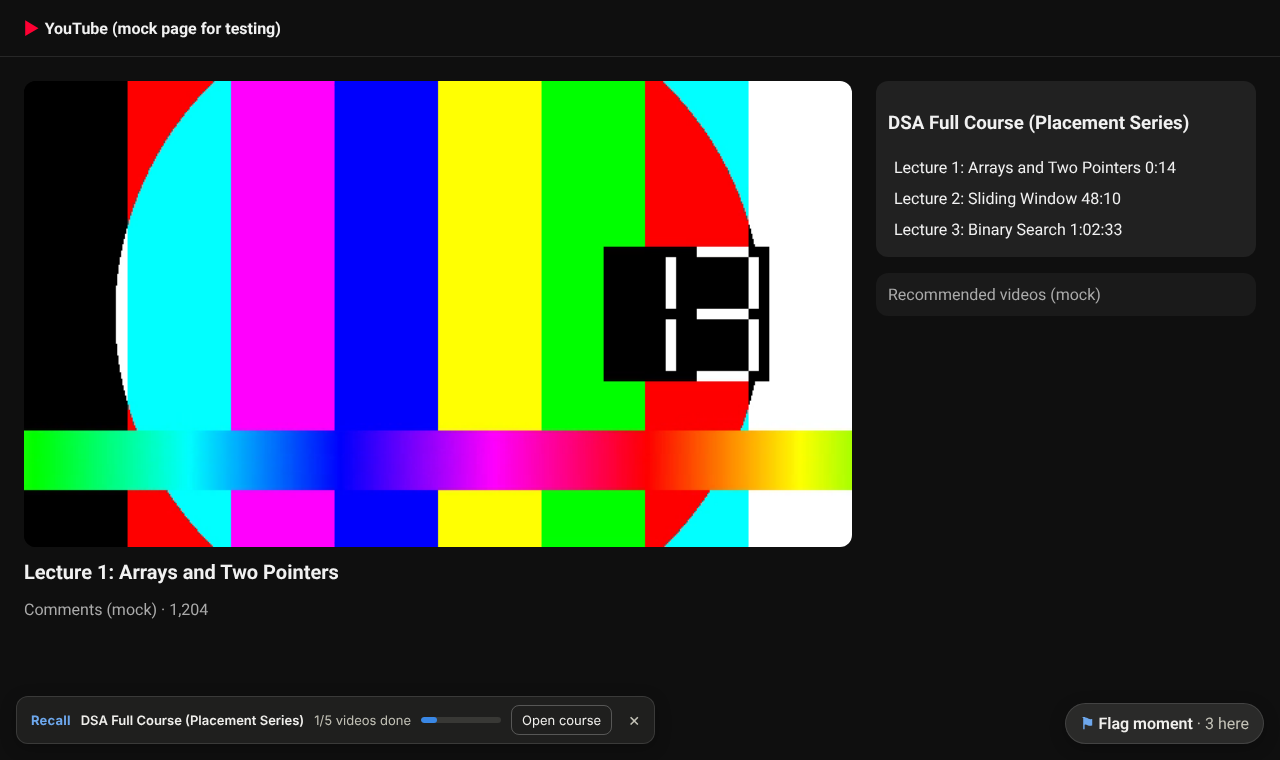 YouTube (mock page for testing)
13
Lecture 1: Arrays and Two Pointers
Comments (mock) · 1,204
DSA Full Course (Placement Series)
Lecture 1: Arrays and Two Pointers 0:14
Lecture 2: Sliding Window 48:10
Lecture 3: Binary Search 1:02:33
Recommended videos (mock)
Recall DSA Full Course (Placement Series) 1/5 videos done Open course ✕
⚑ Flag moment · 3 here